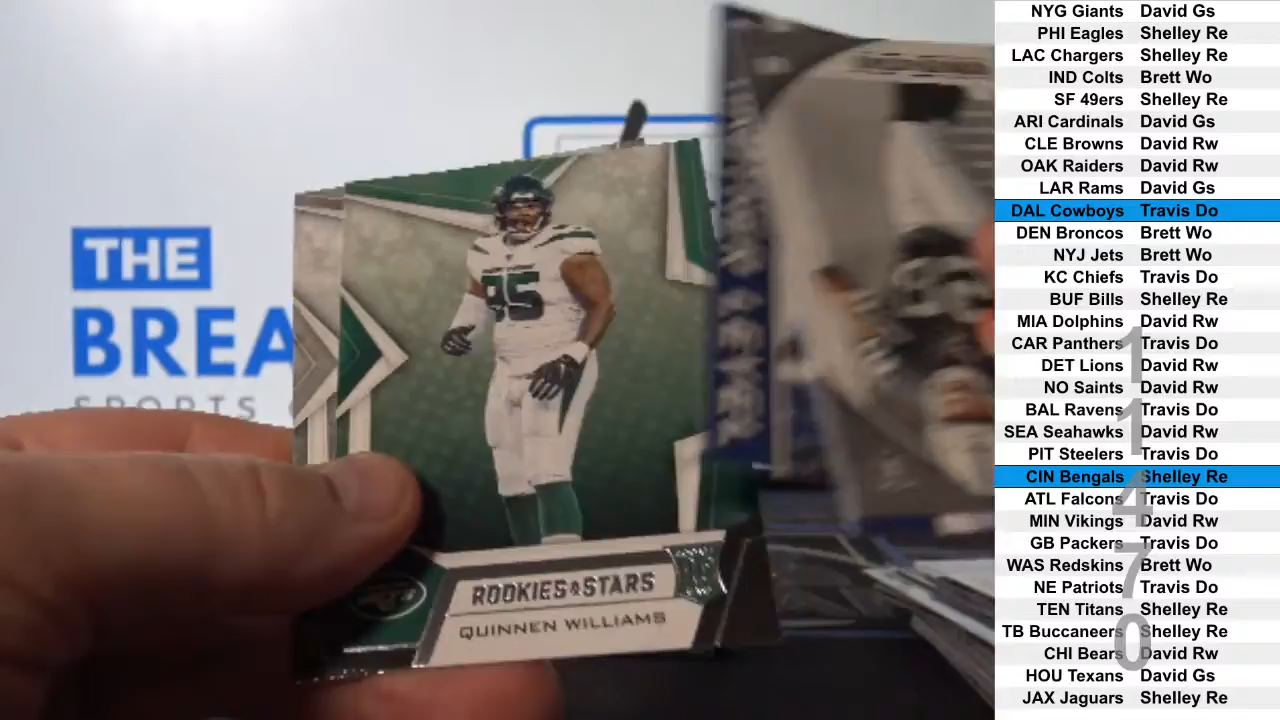 THE
BREA
SPORTS
95
ROOKIES & STARS
QUINNEN WILLIAMS
NYG Giants David Gs
PHI Eagles Shelley Re
LAC Chargers Shelley Re
IND Colts Brett Wo
SF 49ers Shelley Re
ARI Cardinals David Gs
CLE Browns David Rw
OAK Raiders David Rw
LAR Rams David Gs
DAL Cowboys Travis Do
DEN Broncos Brett Wo
NYJ Jets Brett Wo
KC Chiefs Travis Do
BUF Bills Shelley Re
MIA Dolphins David Rw
CAR Panthers Travis Do
DET Lions David Rw
NO Saints David Rw
BAL Ravens Travis Do
SEA Seahawks David Rw
PIT Steelers Travis Do
CIN Bengals Shelley Re
ATL Falcons Travis Do
MIN Vikings David Rw
GB Packers Travis Do
WAS Redskins Brett Wo
NE Patriots Travis Do
TEN Titans Shelley Re
TB Buccaneers Shelley Re
CHI Bears David Rw
HOU Texans David Gs
JAX Jaguars Shelley Re
1
1
4
7
0